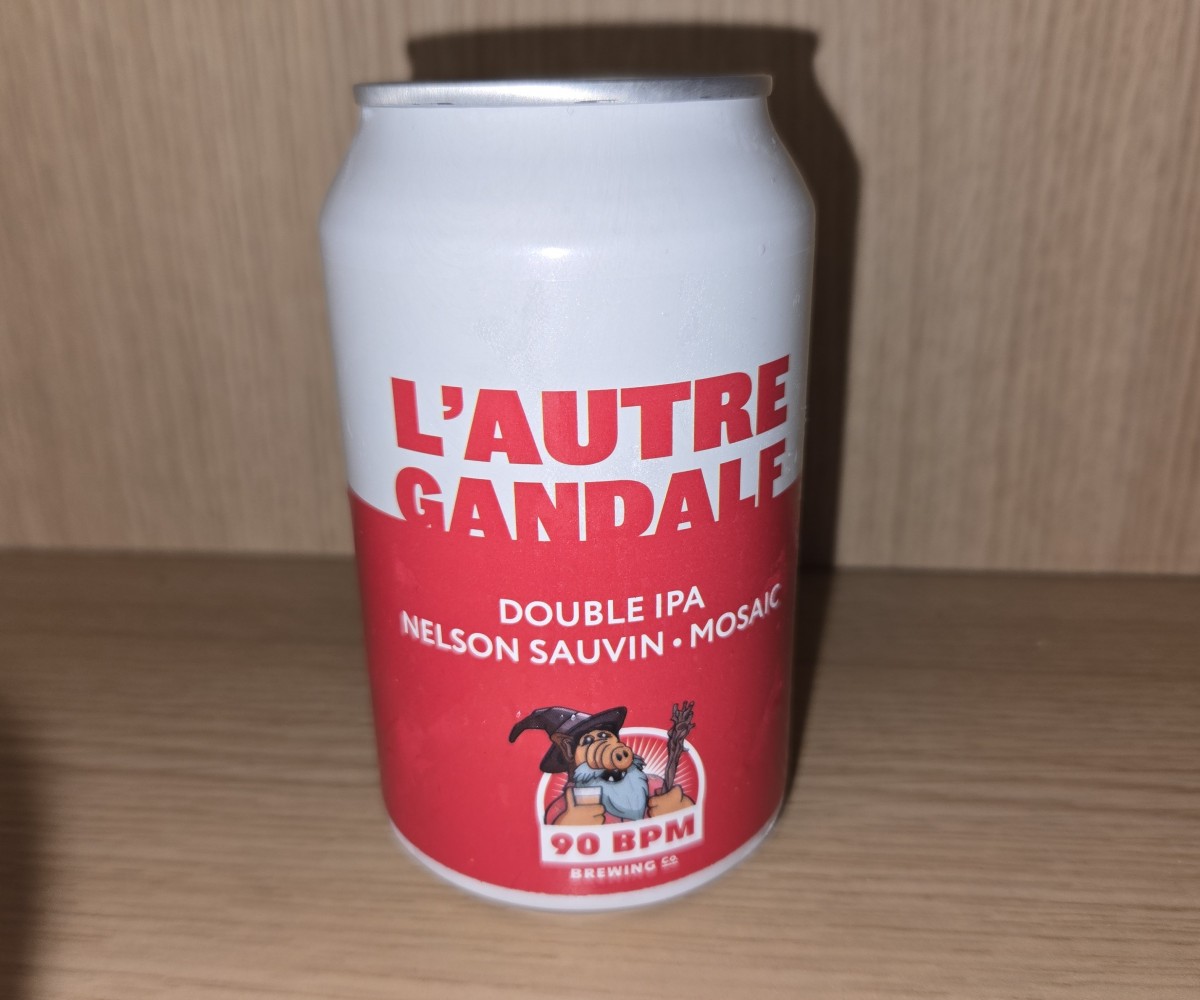 L'AUTRE
GANDALF
DOUBLE IPA
NELSON SAUVIN • MOSAIC
90 BPM
BREWING CO